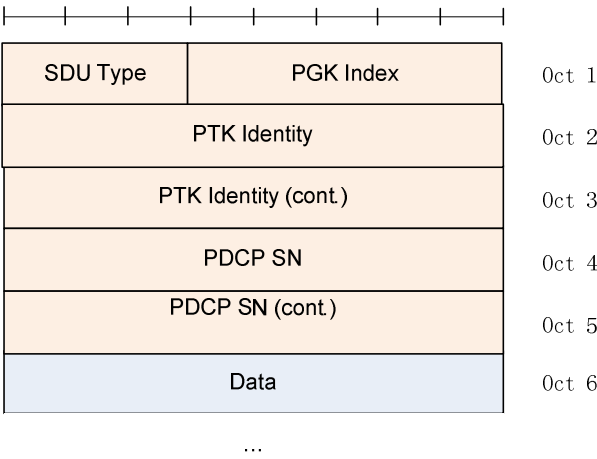 SDU Type PGK Index Oct 1
PTK Identity Oct 2
PTK Identity (cont.) Oct 3
PDCP SN Oct 4
PDCP SN (cont.) Oct 5
Data Oct 6
...